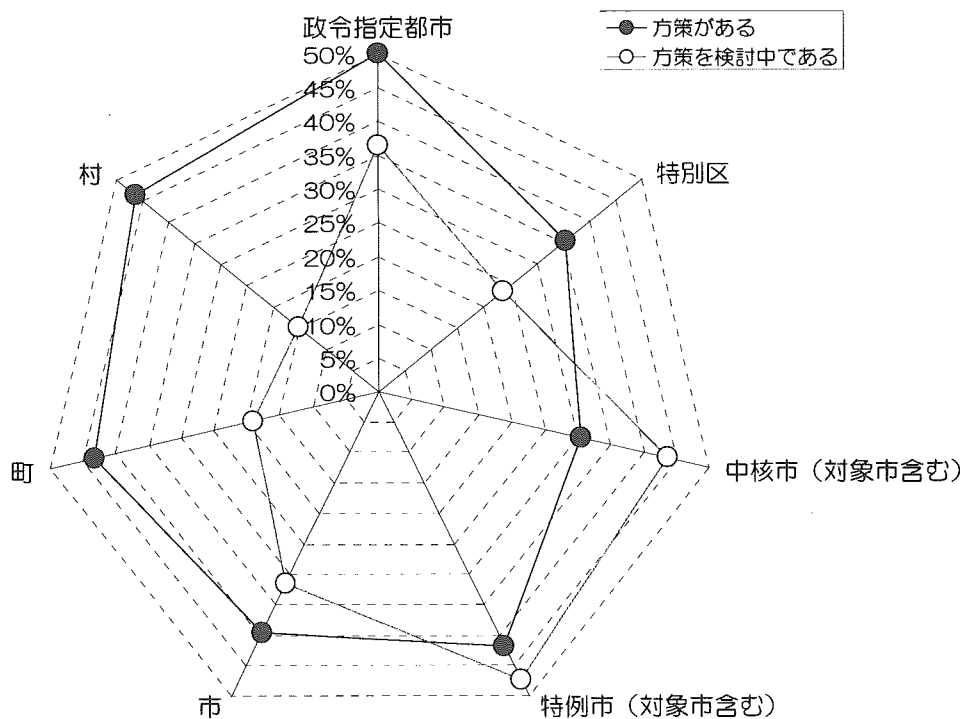 政令指定都市
方策がある
方策を検討中である
50%
45%
40%
35%
30%
25%
20%
15%
10%
5%
0%
村
特別区
町
中核市（対象市含む）
市
特例市（対象市含む）